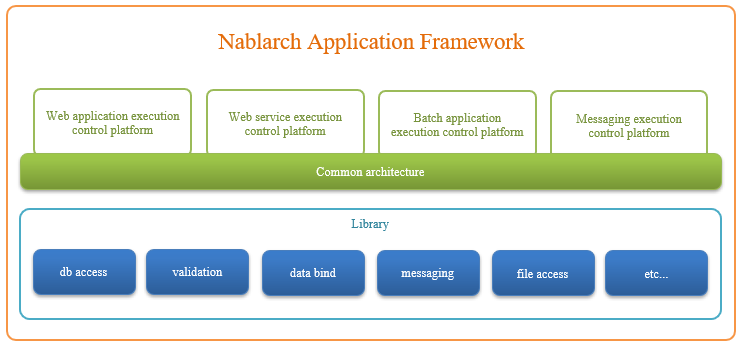 Nablarch Application Framework
Web application execution
control platform
Web service execution
control platform
Batch application
execution control platform
Messaging execution
control platform
Common architecture
Library
db access
validation
data bind
messaging
file access
etc...